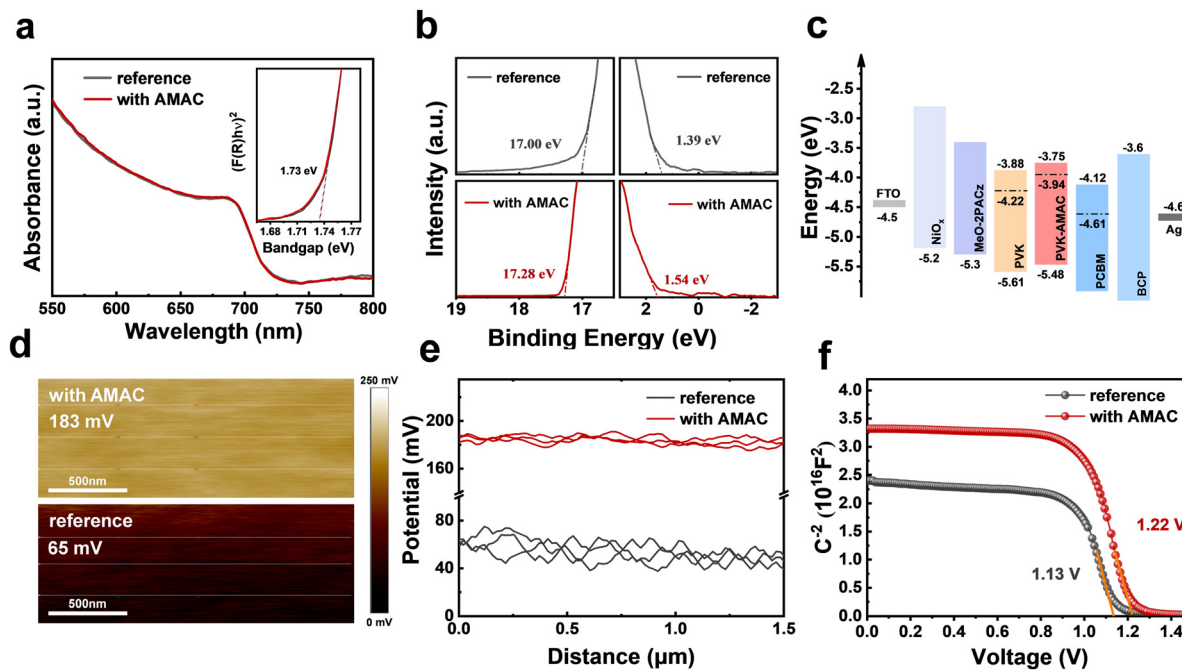 a
reference
with AMAC
(F(R)hν)²
1.73 eV
1.68 1.71 1.74 1.77
Bandgap (eV)
Absorbance (a.u.)
550 600 650 700 750 800
Wavelength (nm)
b
reference
17.00 eV
reference
1.39 eV
with AMAC
17.28 eV
with AMAC
1.54 eV
Intensity (a.u.)
19 18 17 2 0 -2
Binding Energy (eV)
c
Energy (eV)
-2.5
-3.0
-3.5
-4.0
-4.5
-5.0
-5.5
FTO
-4.5
NiOₓ
-5.2
MeO-2PACz
-5.3
-3.88
-4.22
PVK
-5.61
-3.75
-3.94
PVK-AMAC
-5.48
-4.12
-4.61
PCBM
-3.6
BCP
-4.6
Ag
d
with AMAC
183 mV
500nm
reference
65 mV
500nm
250 mV
0 mV
e
reference
with AMAC
Potential (mV)
200
180
160
80
60
40
0.0 0.5 1.0 1.5
Distance (μm)
f
reference
with AMAC
C⁻² (10¹⁶F²)
4.0
3.5
3.0
2.5
2.0
1.5
1.0
0.5
0.0
1.22 V
1.13 V
0.0 0.2 0.4 0.6 0.8 1.0 1.2 1.4
Voltage (V)